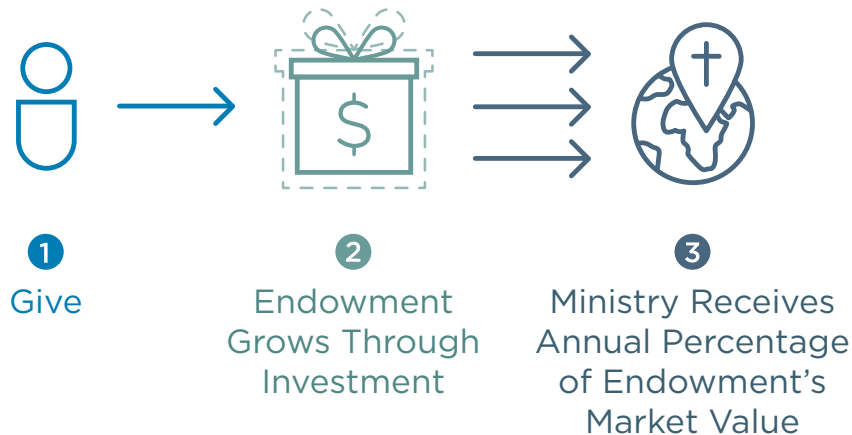 $
1
Give
2
Endowment
Grows Through
Investment
3
Ministry Receives
Annual Percentage
of Endowment’s
Market Value